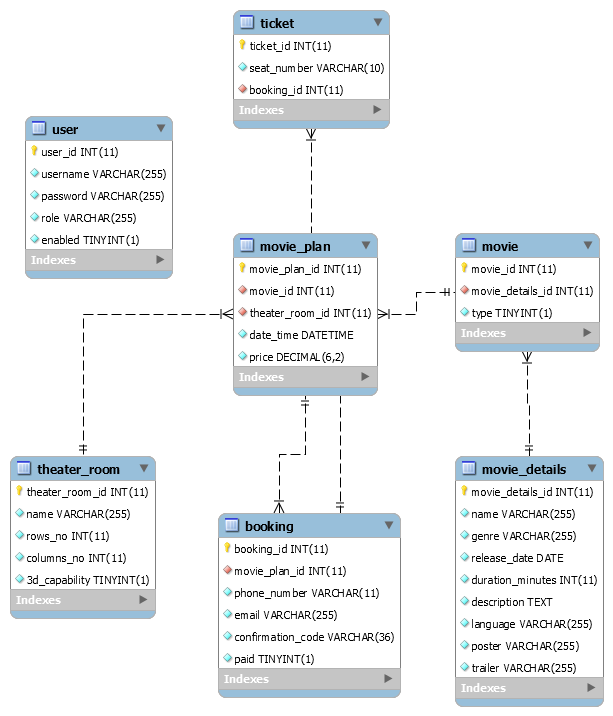 ticket
ticket_id INT(11)
seat_number VARCHAR(10)
booking_id INT(11)
Indexes
user
user_id INT(11)
username VARCHAR(255)
password VARCHAR(255)
role VARCHAR(255)
enabled TINYINT(1)
Indexes
movie_plan
movie_plan_id INT(11)
movie_id INT(11)
theater_room_id INT(11)
date_time DATETIME
price DECIMAL(6,2)
Indexes
movie
movie_id INT(11)
movie_details_id INT(11)
type TINYINT(1)
Indexes
theater_room
theater_room_id INT(11)
name VARCHAR(255)
rows_no INT(11)
columns_no INT(11)
3d_capability TINYINT(1)
Indexes
booking
booking_id INT(11)
movie_plan_id INT(11)
phone_number VARCHAR(11)
email VARCHAR(255)
confirmation_code VARCHAR(36)
paid TINYINT(1)
Indexes
movie_details
movie_details_id INT(11)
name VARCHAR(255)
genre VARCHAR(255)
release_date DATE
duration_minutes INT(11)
description TEXT
language VARCHAR(255)
poster VARCHAR(255)
trailer VARCHAR(255)
Indexes